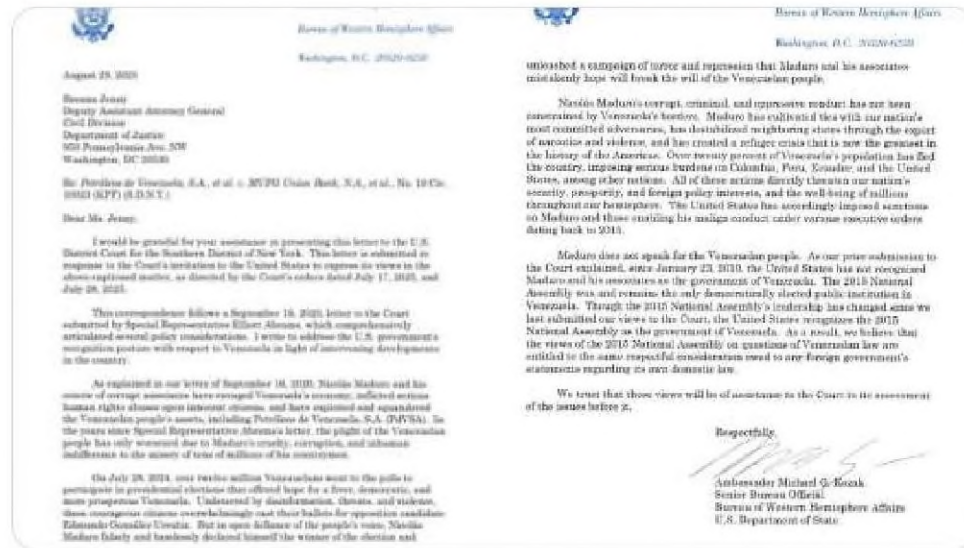 Bureau of Western Hemisphere Affairs
Washington, D.C. 20520-6258
August 29, 2025
Deputy Assistant Attorney General
Civil Division
Department of Justice
950 Pennsylvania Ave. NW
Washington, DC 20530
Re: Petróleos de Venezuela, S.A., et al. v. MUFG Union Bank, N.A., et al., No. 19 Civ.
10023 (KPF) (S.D.N.Y.)
Dear Ms. Jenny,
I would be grateful for your assistance in presenting this letter to the U.S.
District Court for the Southern District of New York. This letter is submitted in
response to the Court's invitation to the United States to express its views in the
above-captioned matter, as directed by the Court's orders dated July 17, 2025, and
July 28, 2025.
This correspondence follows a September 18, 2020, letter to the Court
submitted by Special Representative Elliott Abrams, which comprehensively
articulated several policy considerations. I write to address the U.S. government's
recognition posture with respect to Venezuela in light of intervening developments
in the country.
As explained in our letter of September 18, 2020, Nicolás Maduro and his
of corrupt associates have ravaged Venezuela's economy, inflicted serious
human rights abuses upon innocent citizens, and have exploited and squandered
the Venezuelan people's assets, including Petróleos de Venezuela, S.A. (PdVSA). In
the years since Special Representative Abrams's letter, the plight of the Venezuelan
people has only worsened due to Maduro's cruelty, corruption, and inhuman
indifference to the misery of tens of millions of his countrymen.
On July 28, 2024, over twelve million Venezuelans went to the polls to
participate in presidential elections that offered hope for a freer, democratic, and
more prosperous Venezuela. Undeterred by disinformation, threats, and violence,
these courageous citizens overwhelmingly cast their ballots for opposition candidate
Edmundo González Urrutia. But in open defiance of the people's voice, Nicolás
Maduro falsely and baselessly declared himself the winner of the election and
Bureau of Western Hemisphere Affairs
Washington, D.C. 20520-6258
unleashed a campaign of terror and repression that Maduro and his associates
mistakenly hope will break the will of the Venezuelan people.
Nicolás Maduro's corrupt, criminal, and oppressive conduct has not been
constrained by Venezuela's borders. Maduro has cultivated ties with our nation's
most committed adversaries, has destabilized neighboring states through the export
of narcotics and violence, and has created a refugee crisis that is now the greatest in
the history of the Americas. Over twenty percent of Venezuela's population has fled
the country, imposing serious burdens on Colombia, Peru, Ecuador, and the United
States, among other nations. All of these actions directly threaten our nation's
security, prosperity, and foreign policy interests, and the well-being of millions
throughout our hemisphere. The United States has accordingly imposed sanctions
on Maduro and those enabling his malign conduct under various executive orders
dating back to 2015.
Maduro does not speak for the Venezuelan people. As our prior submission to
the Court explained, since January 23, 2019, the United States has not recognized
Maduro and his associates as the government of Venezuela. The 2015 National
Assembly was and remains the only democratically elected public institution in
Venezuela. Though the 2015 National Assembly's leadership has changed since we
last submitted our views to the Court, the United States recognizes the 2015
National Assembly as the government of Venezuela. As a result, we believe that
the views of the 2015 National Assembly on questions of Venezuelan law are
entitled to the same respectful consideration owed to any foreign government's
statements regarding its own domestic law.
We trust that these views will be of assistance to the Court in its assessment
of the issues before it.
Respectfully,
Ambassador Michael G. Kozak
Senior Bureau Official
Bureau of Western Hemisphere Affairs
U.S. Department of State